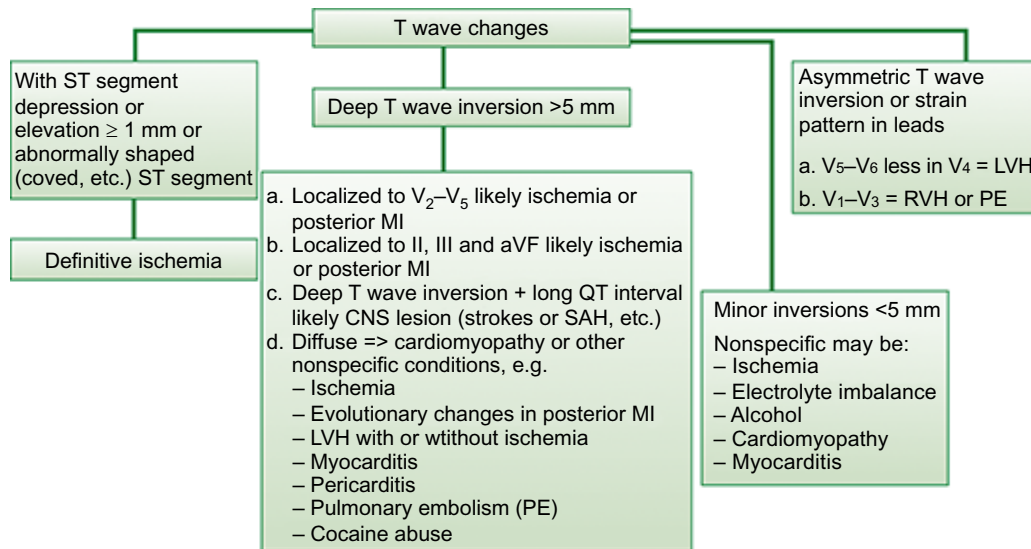 T wave changes
With ST segment
depression or
elevation ≥ 1 mm or
abnormally shaped
(coved, etc.) ST segment
Definitive ischemia
Deep T wave inversion >5 mm
a. Localized to V2–V5 likely ischemia or
posterior MI
b. Localized to II, III and aVF likely ischemia
or posterior MI
c. Deep T wave inversion + long QT interval
likely CNS lesion (strokes or SAH, etc.)
d. Diffuse => cardiomyopathy or other
nonspecific conditions, e.g.
– Ischemia
– Evolutionary changes in posterior MI
– LVH with or wtithout ischemia
– Myocarditis
– Pericarditis
– Pulmonary embolism (PE)
– Cocaine abuse
Minor inversions <5 mm
Nonspecific may be:
– Ischemia
– Electrolyte imbalance
– Alcohol
– Cardiomyopathy
– Myocarditis
Asymmetric T wave
inversion or strain
pattern in leads
a. V5–V6 less in V4 = LVH
b. V1–V3 = RVH or PE